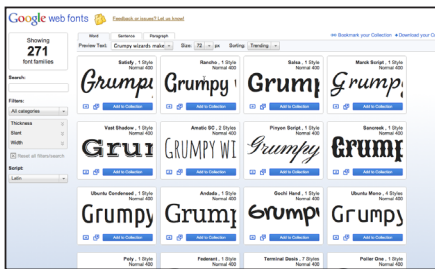 Google web fonts
Feedback or issues? Let us know!
Bookmark your Collection
Download your Co
Showing
271
font families
Search:
Filters:
All categories
Thickness
Slant
Width
Reset all filters/search
Script:
Latin
Word Sentence Paragraph
Preview Text: Grumpy wizards make Size: 72 px Sorting: Trending
Satisfy, 1 Style
Normal 400
Grumpy
Add to Collection
Rancho, 1 Style
Normal 400
Grumpy
Add to Collection
Salsa, 1 Style
Normal 400
Grump
Add to Collection
Marck Script, 1 Style
Normal 400
Grump
Add to Collection
Vast Shadow, 1 Style
Normal 400
Gru
Add to Collection
Amatic SC, 2 Styles
Normal 400
GRUMPY WI
Add to Collection
Pinyon Script, 1 Style
Normal 400
Grumpy
Add to Collection
Sancreek, 1 Style
Normal 400
Grum
Add to Collection
Ubuntu Condensed, 1 Style
Normal 400
Grumpy
Add to Collection
Andada, 1 Style
Normal 400
Grum
Add to Collection
Gochi Hand, 1 Style
Normal 400
Grump
Add to Collection
Ubuntu Mono, 4 Styles
Normal 400
Grumpy
Add to Collection
Poly, 1 Style
Normal 400
Federant, 1 Style
Normal 400
Terminal Dosis, 7 Styles
Normal 400
Poller One, 1 Style
Normal 400